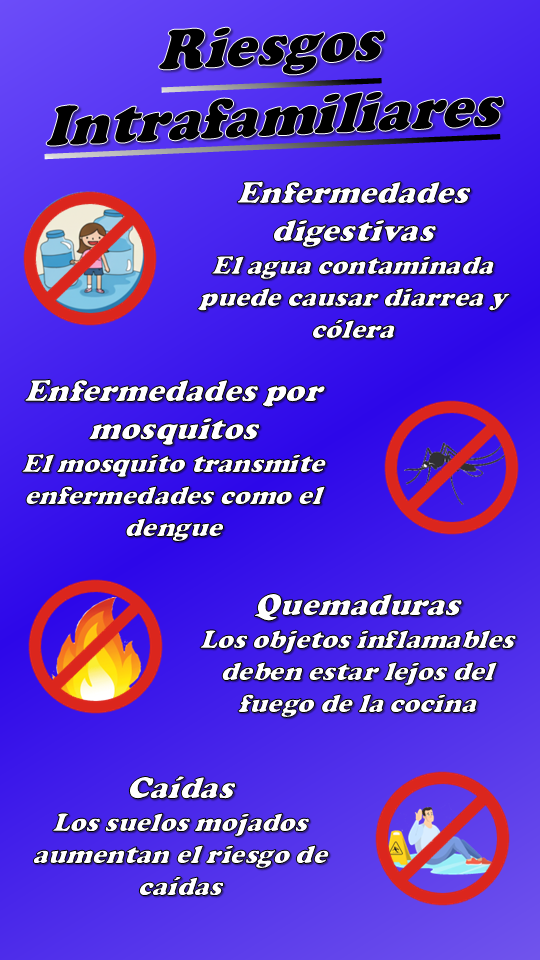 Riesgos
Intrafamiliares
Enfermedades
digestivas
El agua contaminada
puede causar diarrea y
cólera
Enfermedades por
mosquitos
El mosquito transmite
enfermedades como el
dengue
Quemaduras
Los objetos inflamables
deben estar lejos del
fuego de la cocina
Caídas
Los suelos mojados
aumentan el riesgo de
caídas